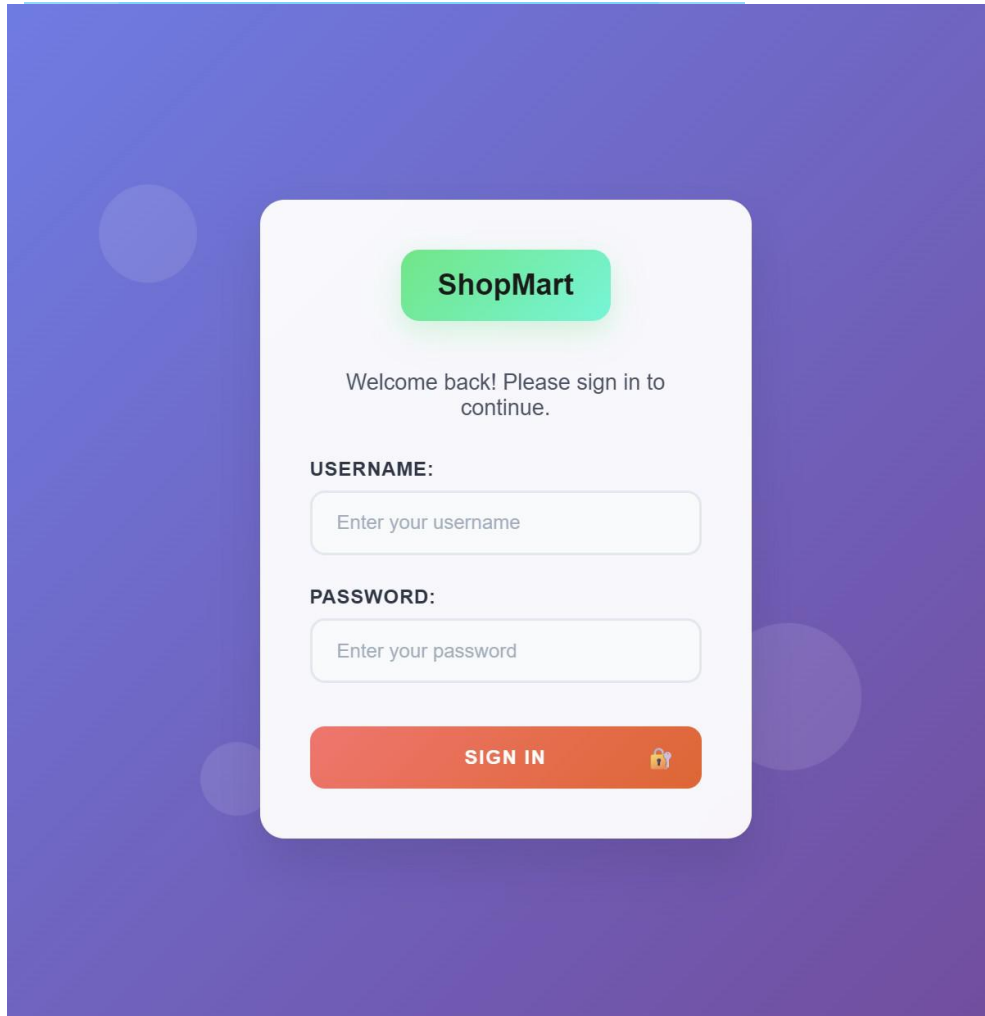 ShopMart
Welcome back! Please sign in to
continue.
USERNAME:
Enter your username
PASSWORD:
Enter your password
SIGN IN